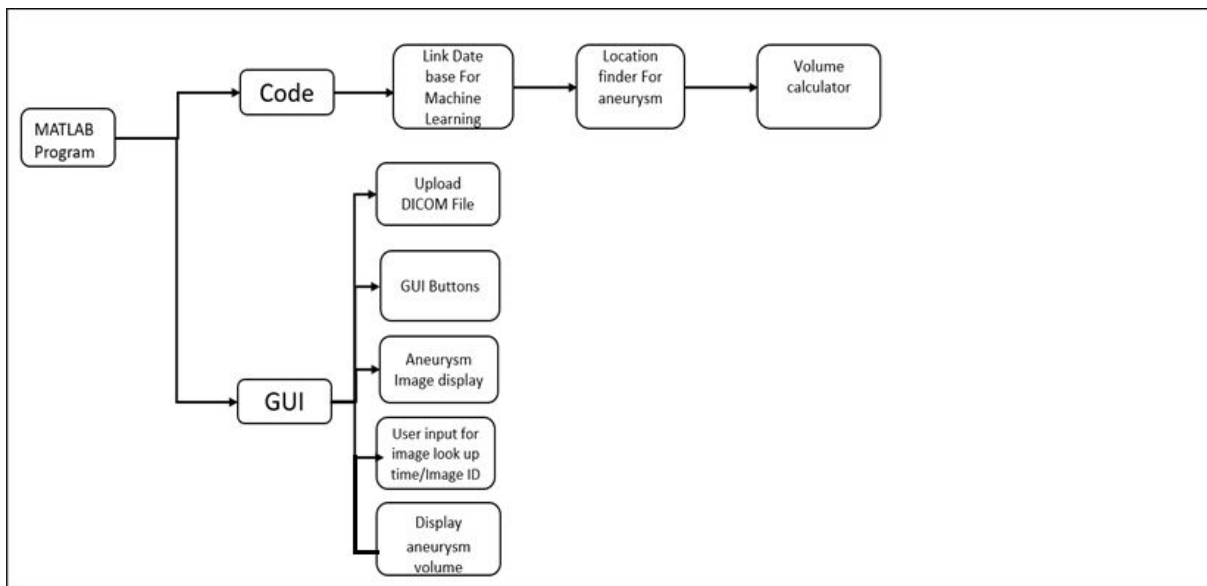 MATLAB
Program
Code
Link Date
base For
Machine
Learning
Location
finder For
aneurysm
Volume
calculator
Upload
DICOM File
GUI Buttons
Aneurysm
Image display
GUI
User input for
image look up
time/Image ID
Display
aneurysm
volume